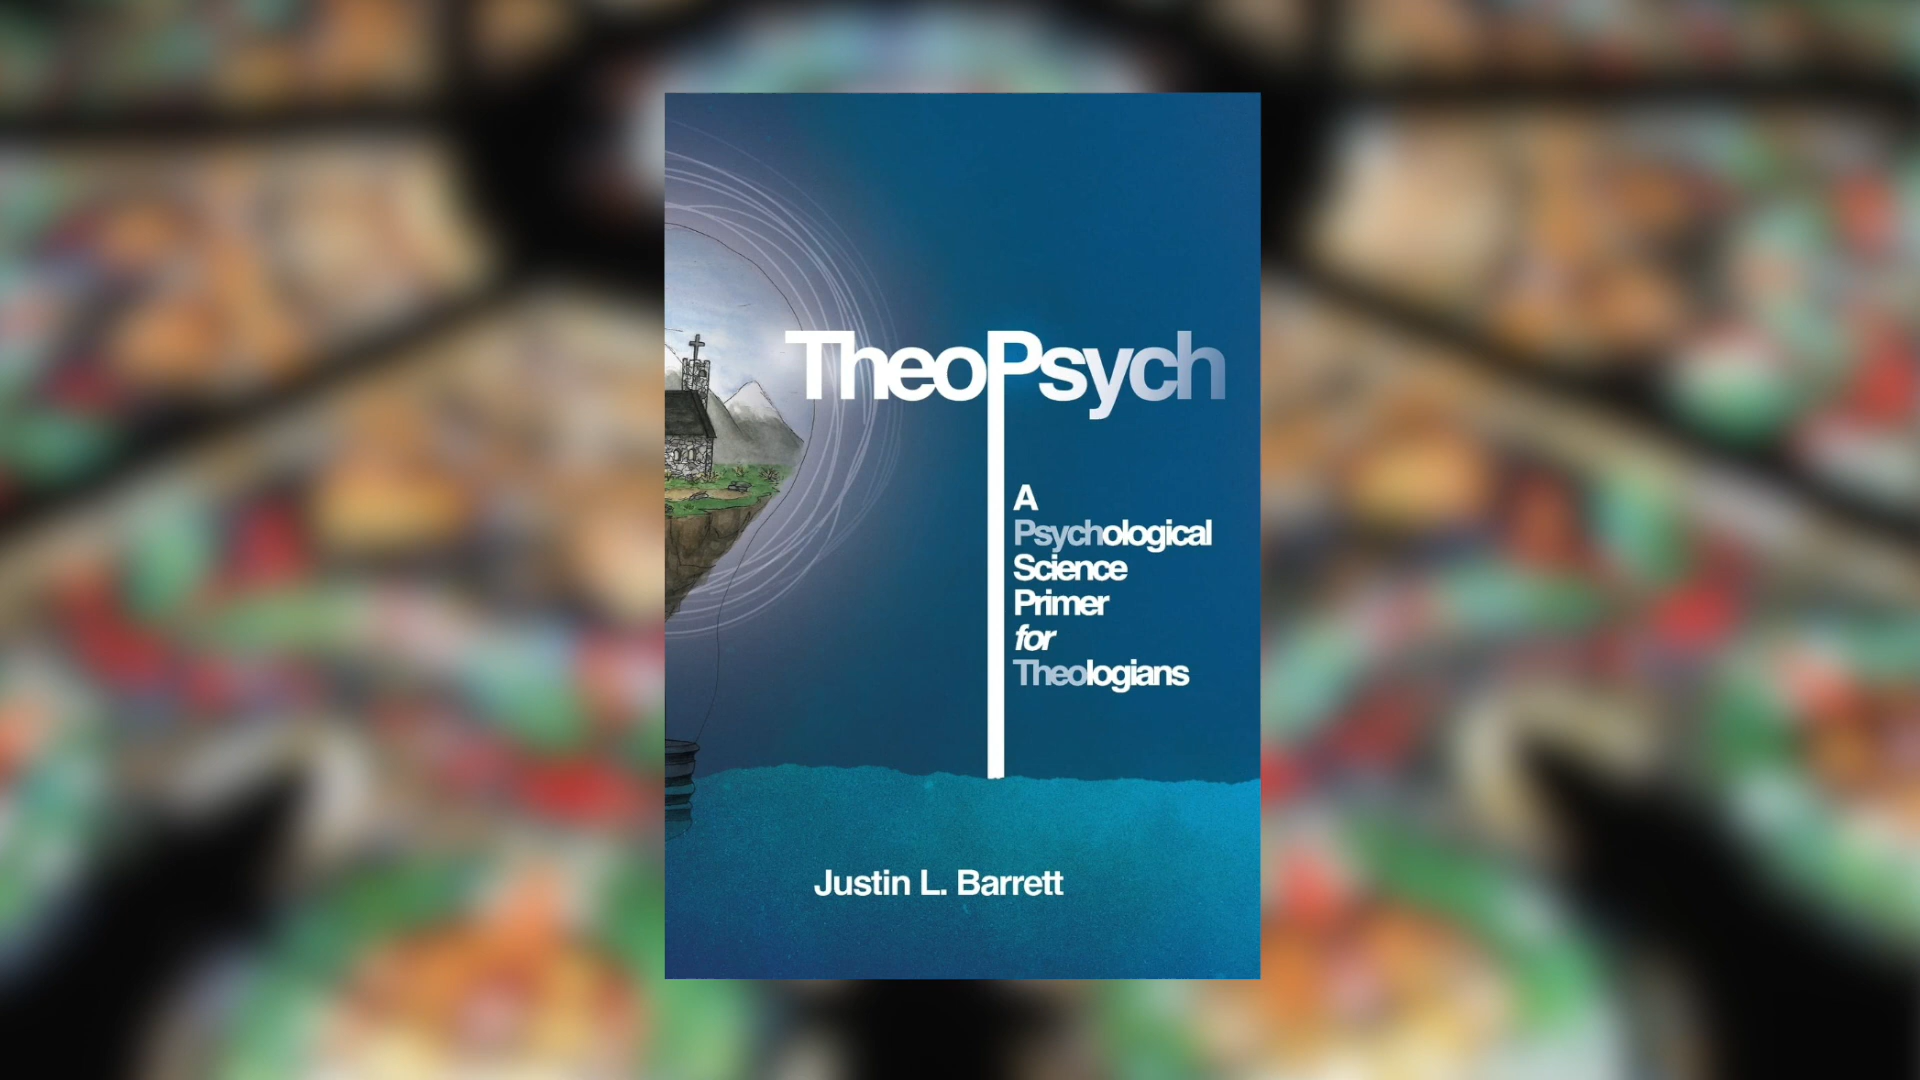 TheoPsych
A
Psychological
Science
Primer
for
Theologians
Justin L. Barrett